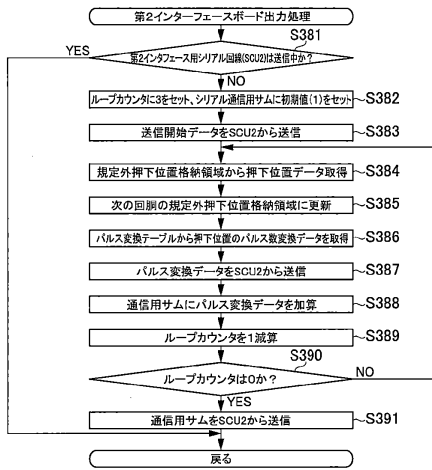 第2インターフェースボード出力処理
S381
YES
第2インタフェース用シリアル回線(SCU2)は送信中か?
NO
ループカウンタに3をセット、シリアル通信用サムに初期値(1)をセット
S382
送信開始データをSCU2から送信
S383
規定外押下位置格納領域から押下位置データ取得
S384
次の回胴の規定外押下位置格納領域に更新
S385
パルス変換テーブルから押下位置のパルス数変換データを取得
S386
パルス変換データをSCU2から送信
S387
通信用サムにパルス変換データを加算
S388
ループカウンタを1減算
S389
S390
ループカウンタは0か?
NO
YES
通信用サムをSCU2から送信
S391
戻る